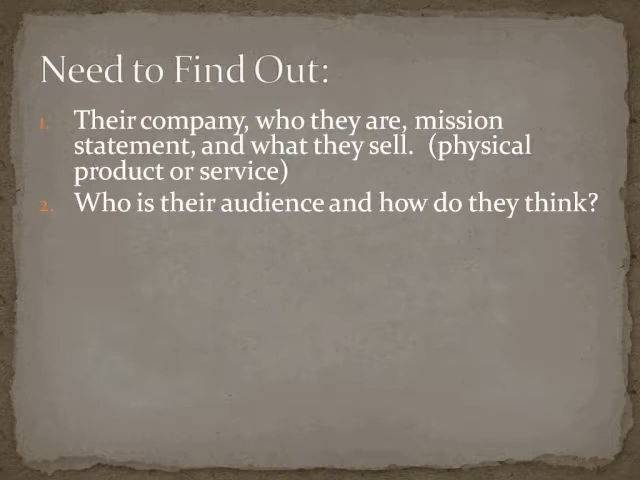 Need to Find Out:
1. Their company, who they are, mission
statement, and what they sell. (physical
product or service)
2. Who is their audience and how do they think?